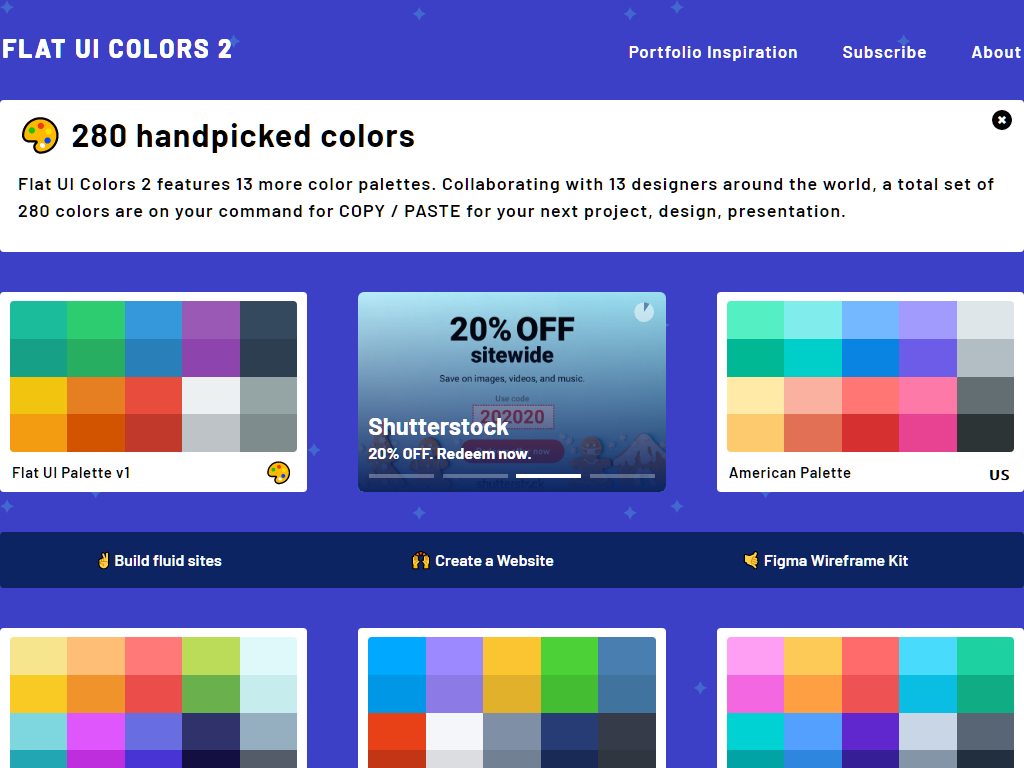 FLAT UI COLORS 2
Portfolio Inspiration
Subscribe
About
280 handpicked colors
Flat UI Colors 2 features 13 more color palettes. Collaborating with 13 designers around the world, a total set of
280 colors are on your command for COPY / PASTE for your next project, design, presentation.
20% OFF
sitewide
Save on images, videos, and music.
Use code
202020
now
Shutterstock
20% OFF. Redeem now.
shutterstock
Flat UI Palette v1
American Palette
US
Build fluid sites
Create a Website
Figma Wireframe Kit